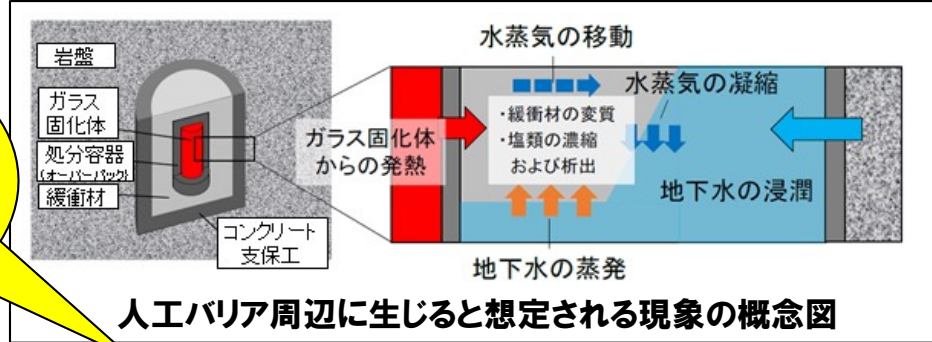 岩盤
ガラス
固化体
処分容器
(オーバーパック)
緩衝材
コンクリート
支保工
水蒸気の移動
水蒸気の凝縮
・緩衝材の変質
・塩類の濃縮
および析出
ガラス固化体
からの発熱
地下水の浸潤
地下水の蒸発
人工バリア周辺に生じると想定される現象の概念図